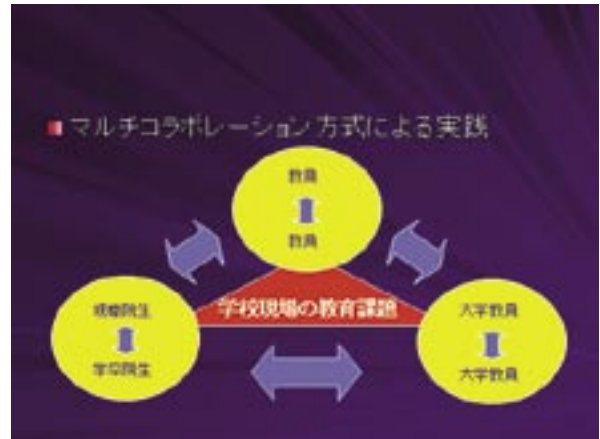 マルチコラボレーション方式による実践
教員
教員
学校現場の教育課題
現職院生
学卒院生
大学教員
大学教員